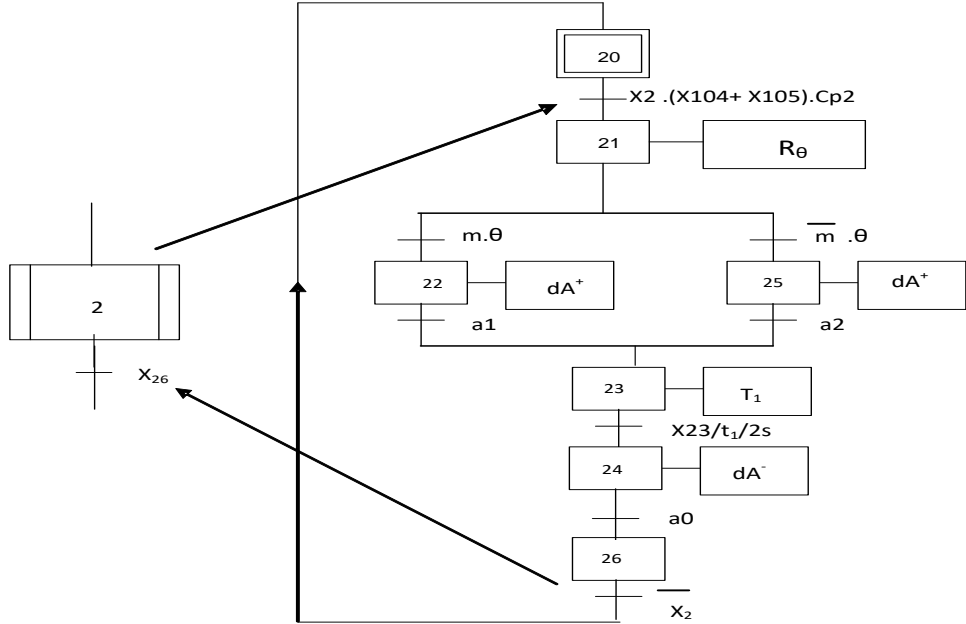 20
X2 .(X104+ X105).Cp2
21
Rθ
m.θ
m̅ .θ
22
dA⁺
25
dA⁺
a1
a2
2
X₂₆
23
T₁
X23/t₁/2s
24
dA⁻
a0
26
X̅₂